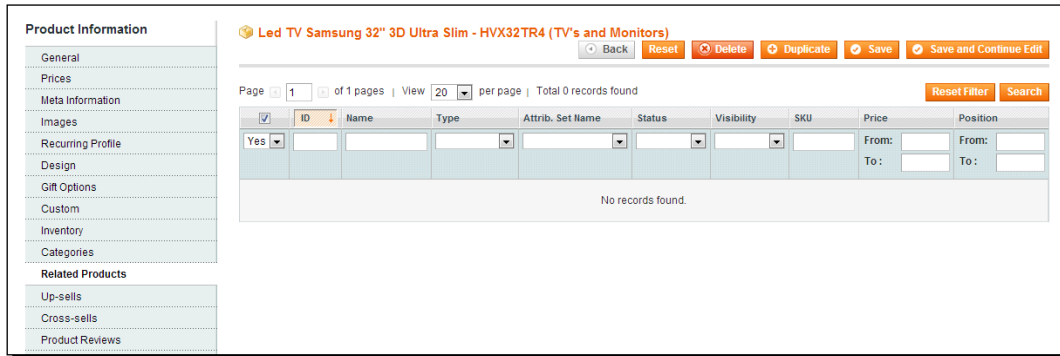 Product Information
General
Prices
Meta Information
Images
Recurring Profile
Design
Gift Options
Custom
Inventory
Categories
Related Products
Up-sells
Cross-sells
Product Reviews
Led TV Samsung 32" 3D Ultra Slim - HVX32TR4 (TV's and Monitors)
Back Reset Delete Duplicate Save Save and Continue Edit
Page 1 of 1 pages | View 20 per page | Total 0 records found Reset Filter Search
ID Name Type Attrib. Set Name Status Visibility SKU Price Position
Yes From: From:
To : To :
No records found.